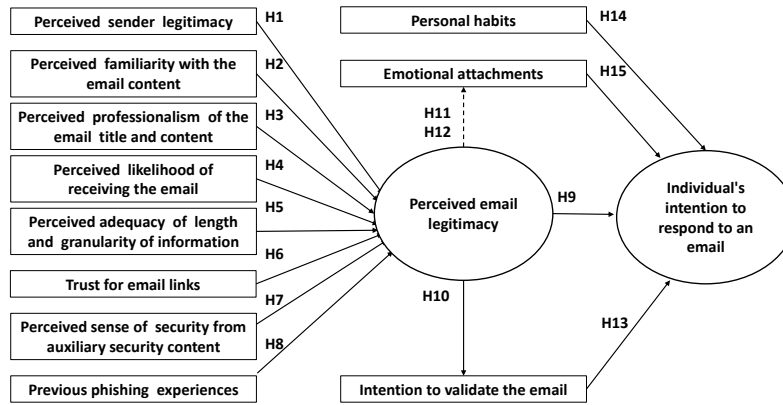 Perceived sender legitimacy
H1
Perceived familiarity with the
email content
H2
Perceived professionalism of the
email title and content
H3
Perceived likelihood of
receiving the email
H4
Perceived adequacy of length
and granularity of information
H5
Trust for email links
H6
Perceived sense of security from
auxiliary security content
H7
Previous phishing experiences
H8
Personal habits
H14
Emotional attachments
H15
H11
H12
Perceived email
legitimacy
H9
H10
Individual's
intention to
respond to an
email
H13
Intention to validate the email